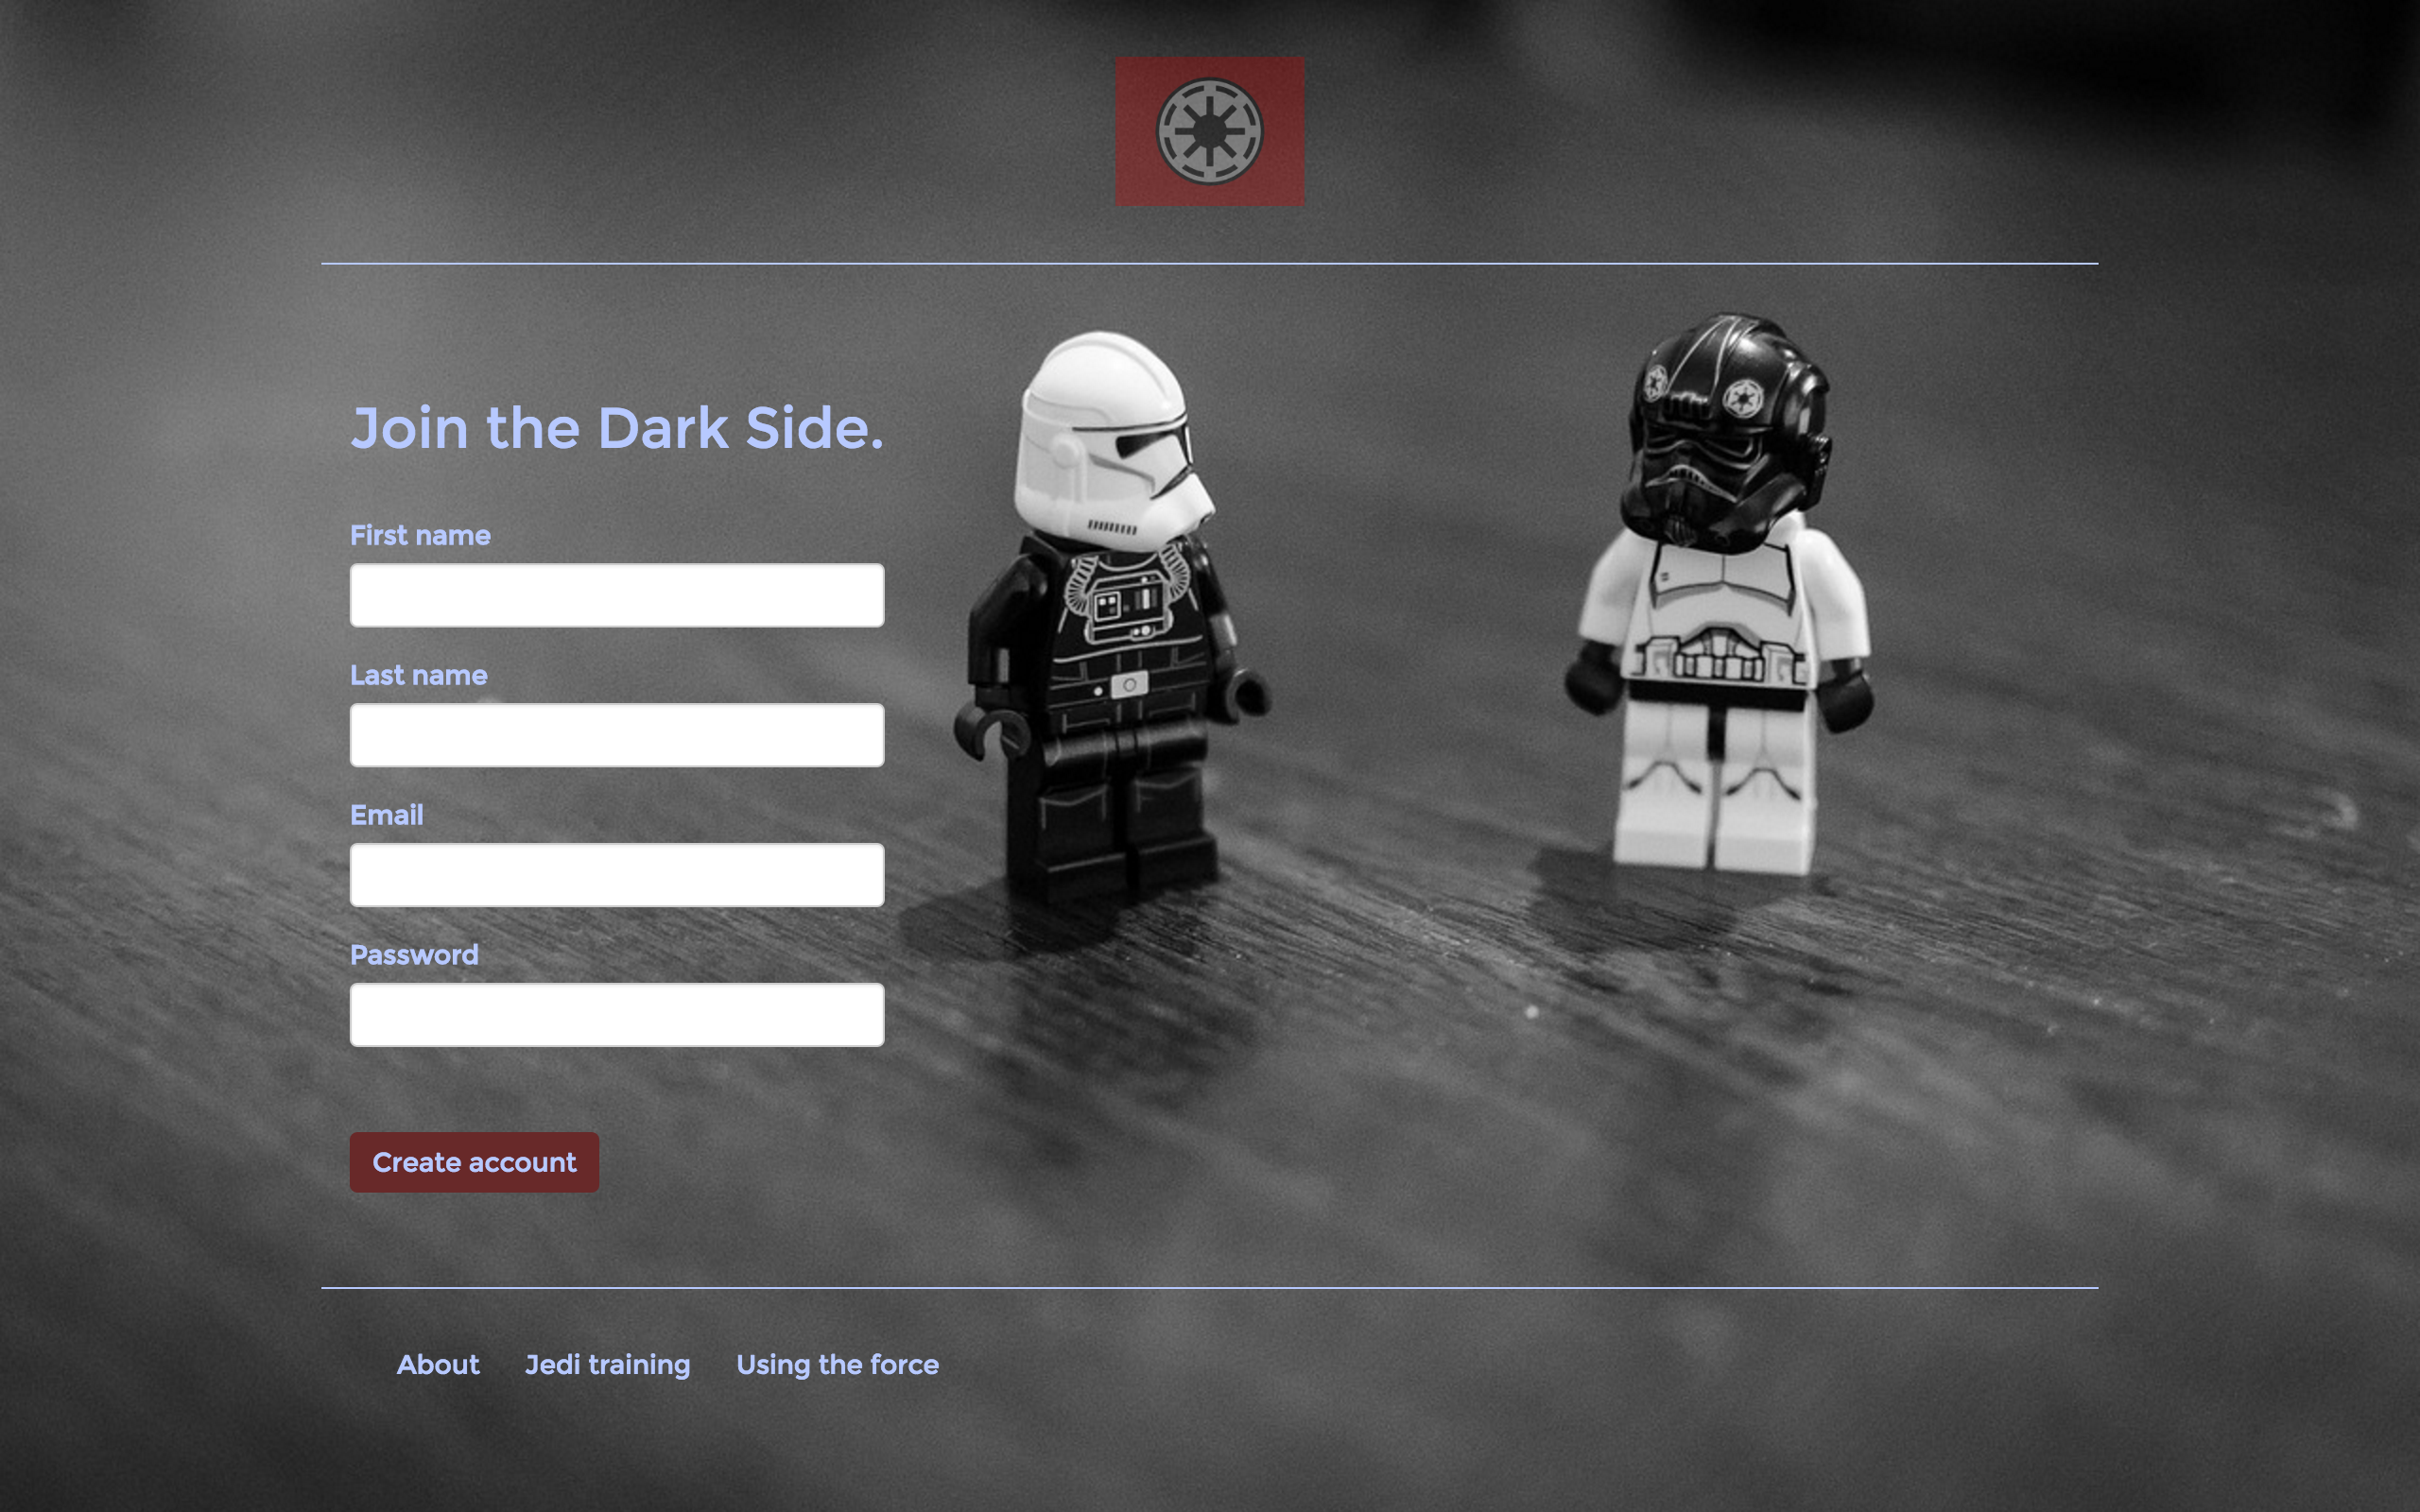 Join the Dark Side.
First name
Last name
Email
Password
Create account
About Jedi training Using the force